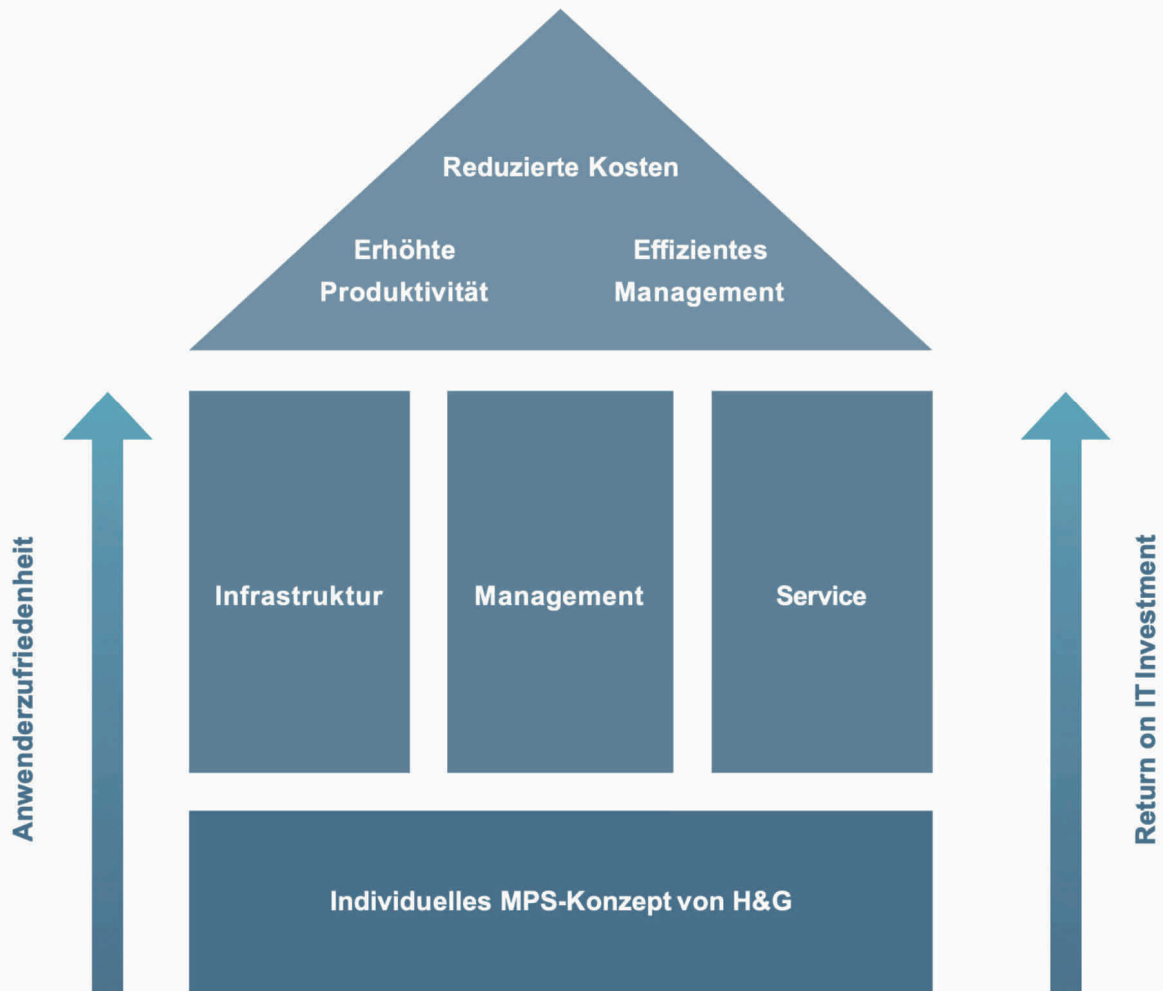 Reduzierte Kosten
Erhöhte
Produktivität
Effizientes
Management
Anwenderzufriedenheit
Infrastruktur
Management
Service
Return on IT Investment
Individuelles MPS-Konzept von H&G